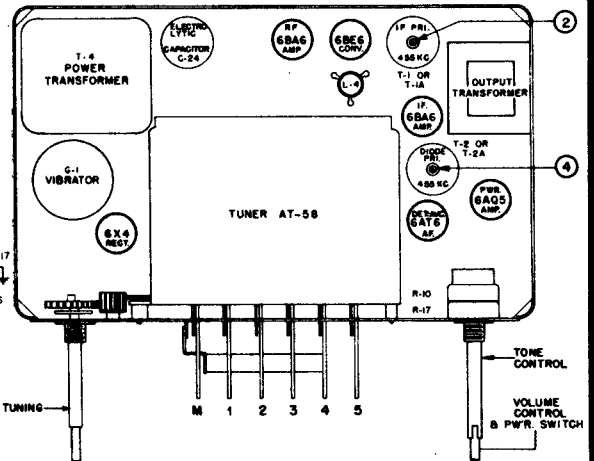 T-4
POWER
TRANSFORMER
ELECTRO
LYTIC
CAPACITOR
C-24
RF
6BA6
AMP
6BE6
CONV.
I F PRI.
455 KC
2
T-1 OR
T-1A
L-4
OUTPUT
TRANSFORMER
I.F.
6BA6
AMP.
T-2 OR
T-2A
DIODE
PRI.
455 KC
4
G-1
VIBRATOR
TUNER AT-58
PWR.
6AQ5
AMP.
DET.-AVC
6AT6
AF.
6X4
RECT.
17
R-10
R-17
TUNING
M 1 2 3 4 5
TONE
CONTROL
VOLUME
CONTROL
& PW'R. SWITCH